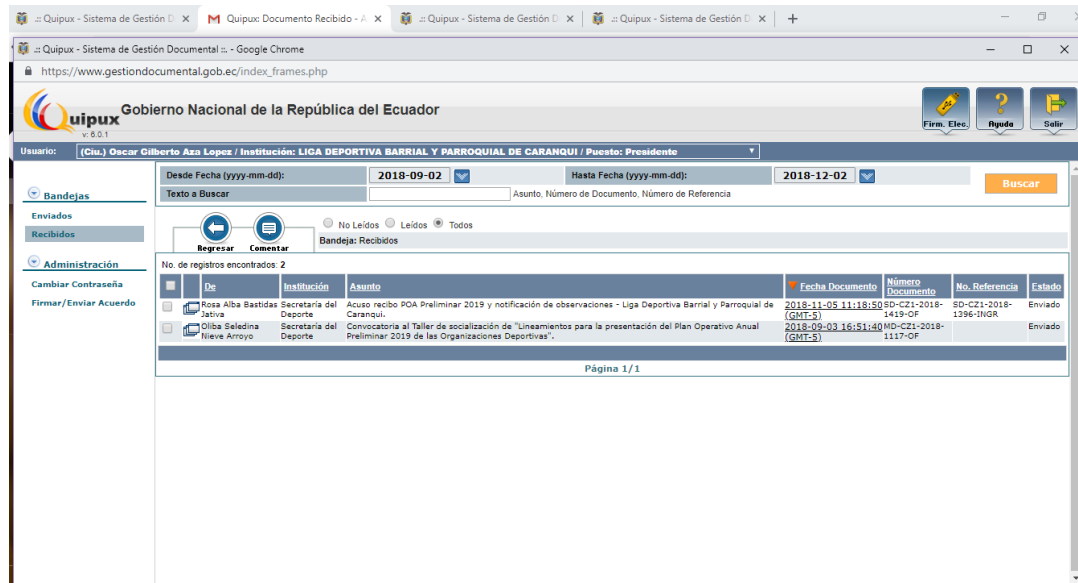 .:: Quipux - Sistema de Gestión D
Quipux: Documento Recibido - A
.:: Quipux - Sistema de Gestión D
.:: Quipux - Sistema de Gestión D
.:: Quipux - Sistema de Gestión Documental ::. - Google Chrome
https://www.gestiondocumental.gob.ec/index_frames.php
Quipux Gobierno Nacional de la República del Ecuador
v: 6.0.1
Firm. Elec. Ayuda Salir
Usuario: (Ciu.) Oscar Gilberto Aza Lopez / Institución: LIGA DEPORTIVA BARRIAL Y PARROQUIAL DE CARANQUI / Puesto: Presidente
Bandejas
Enviados
Recibidos
Administración
Cambiar Contraseña
Firmar/Enviar Acuerdo
Desde Fecha (yyyy-mm-dd): 2018-09-02 Hasta Fecha (yyyy-mm-dd): 2018-12-02
Buscar
Texto a Buscar Asunto, Número de Documento, Número de Referencia
No Leídos Leídos Todos
Regresar Comentar
Bandeja: Recibidos
No. de registros encontrados: 2
De Institución Asunto Fecha Documento Número Documento No. Referencia Estado
Rosa Alba Bastidas Secretaría del Acuso recibo POA Preliminar 2019 y notificación de observaciones - Liga Deportiva Barrial y Parroquial de 2018-11-05 11:18:50 SD-CZ1-2018- SD-CZ1-2018- Enviado
Jativa Deporte Caranqui. (GMT-5) 1419-OF 1396-INGR
Oliba Seledina Secretaría del Convocatoria al Taller de socialización de "Lineamientos para la presentación del Plan Operativo Anual 2018-09-03 16:51:40 MD-CZ1-2018- Enviado
Nieve Arroyo Deporte Preliminar 2019 de las Organizaciones Deportivas". (GMT-5) 1117-OF
Página 1/1